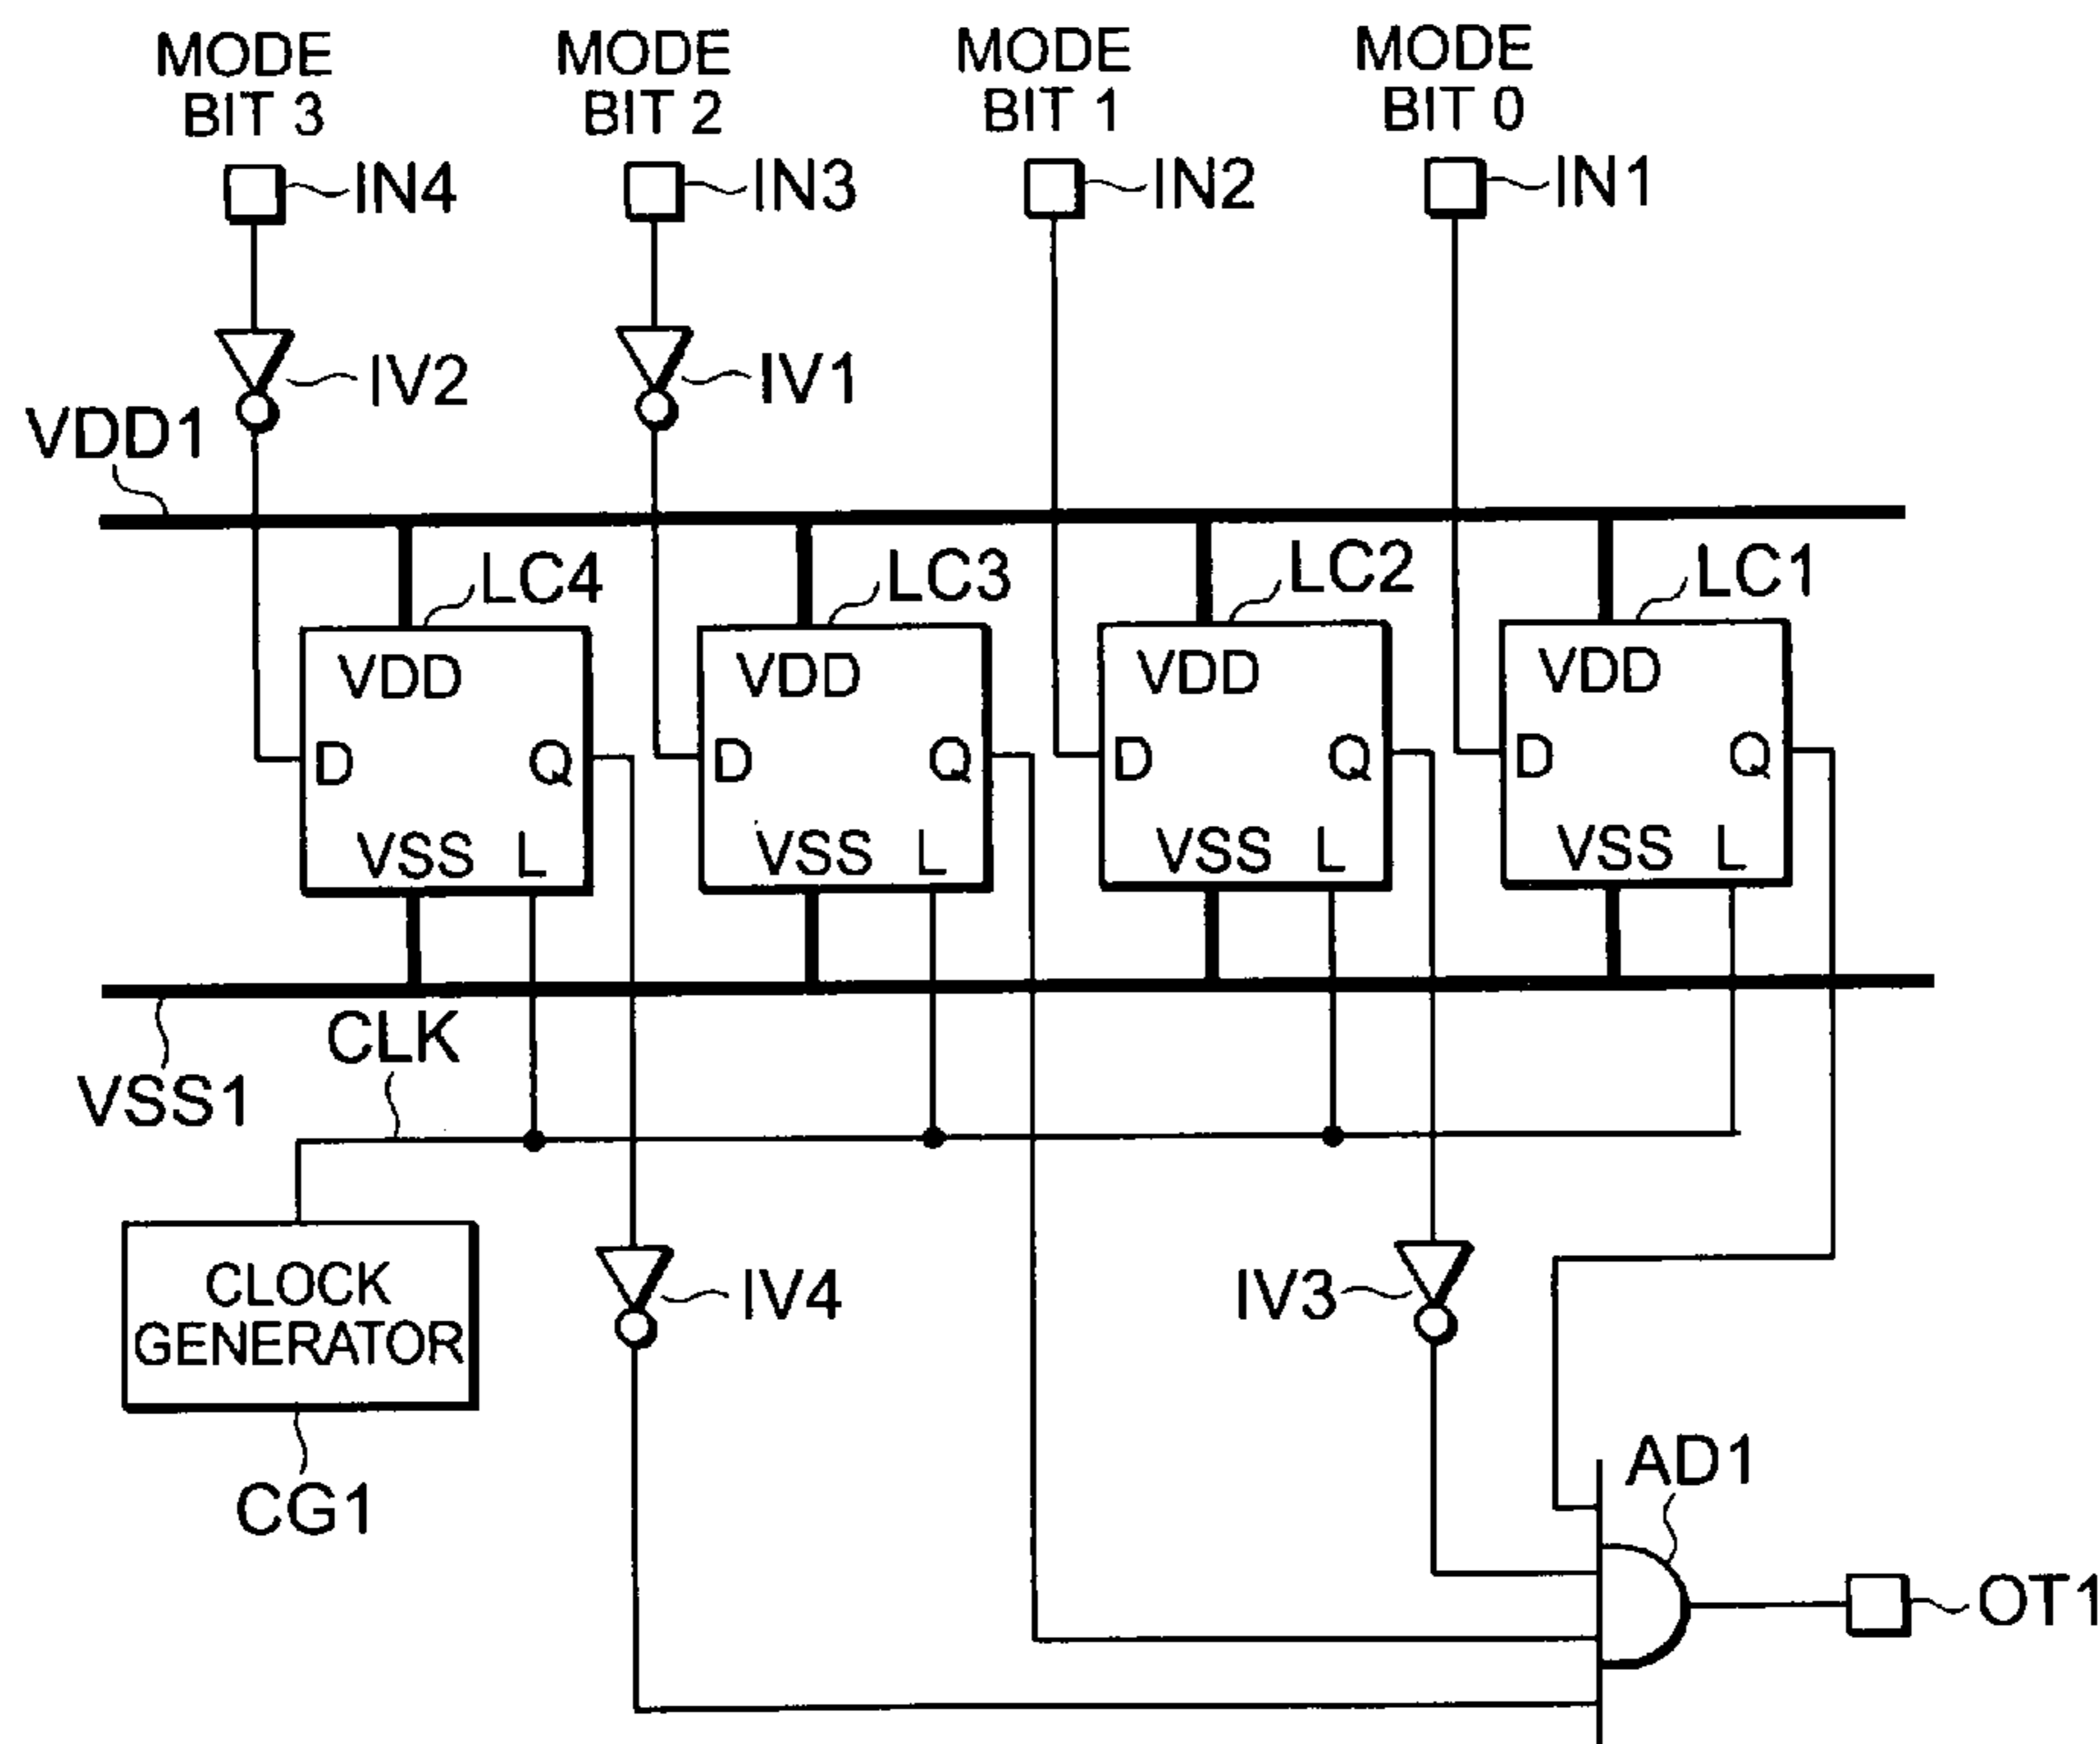 MODE
BIT 3
MODE
BIT 2
MODE
BIT 1
MODE
BIT 0
IN4
IN3
IN2
IN1
IV2
IV1
VDD1
LC4
LC3
LC2
LC1
VDD
VDD
VDD
VDD
D
Q
D
Q
D
Q
D
Q
VSS
L
VSS
L
VSS
L
VSS
L
CLK
VSS1
CLOCK
GENERATOR
IV4
IV3
CG1
AD1
OT1